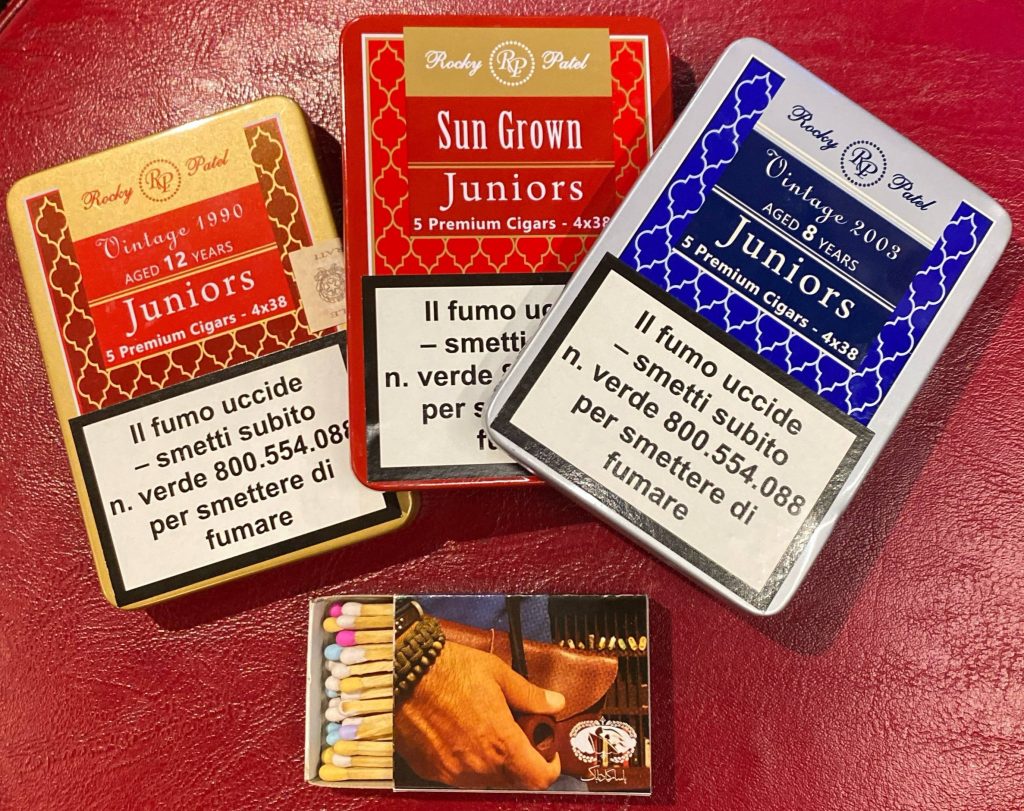 Rocky RP Patel
Vintage 1990
AGED 12 YEARS
Juniors
5 Premium Cigars - 4x38
Il fumo uccide
– smetti subito
n. verde 800.554.088
per smettere di
fumare
Rocky RP Patel
Sun Grown
Juniors
5 Premium Cigars - 4x38
Il fumo
– smetti
n. verde
per
Rocky RP Patel
Vintage 2003
AGED 8 YEARS
Juniors
5 Premium Cigars - 4x38
Il fumo uccide
– smetti subito
n. verde 800.554.088
per smettere di
fumare